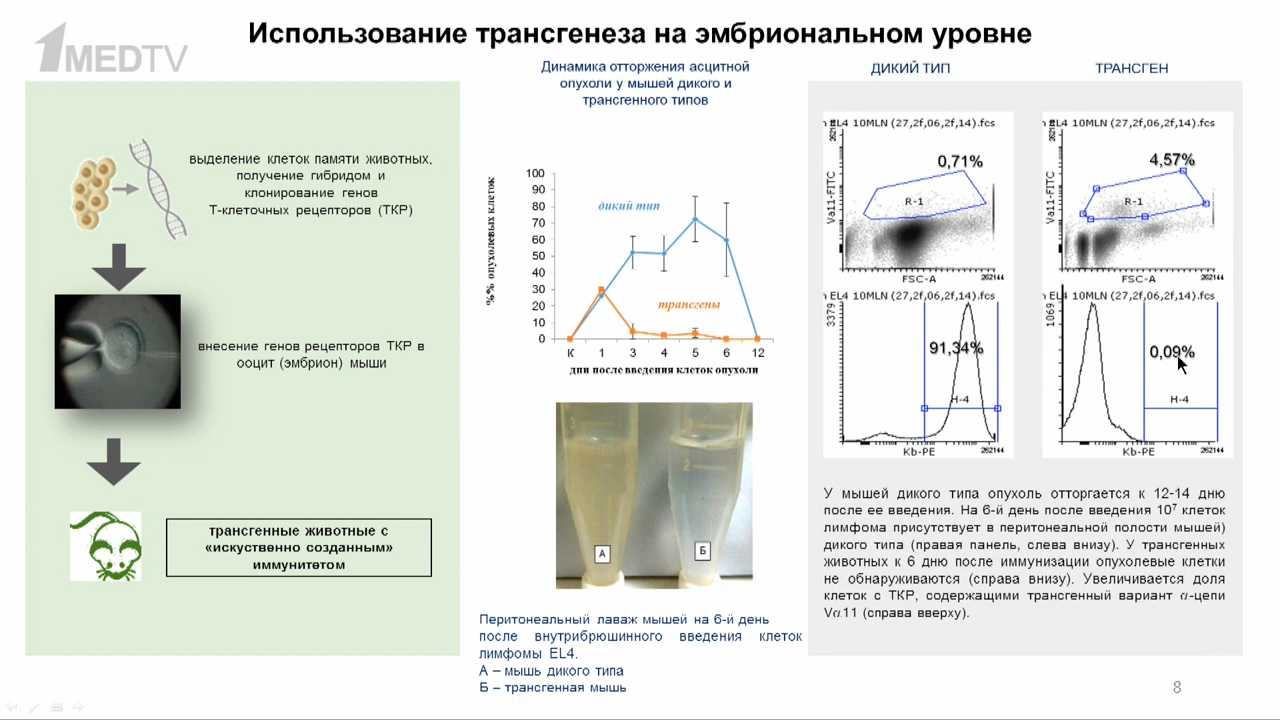 1MEDTV
Использование трансгенеза на эмбриональном уровне
выделение клеток памяти животных,
получение гибридом и
клонирование генов
Т-клеточных рецепторов (ТКР)
внесение генов рецепторов ТКР в
ооцит (эмбрион) мыши
трансгенные животные с
«искуственно созданным»
иммунитетом
Динамика отторжения асцитной
опухоли у мышей дикого и
трансгенного типов
%% опухолевых клеток
100
90
80
70
60
50
40
30
20
10
0
дикий тип
трансгены
К 1 3 4 5 6 12
дни после введения клеток опухоли
2
А
Б
Перитонеальный лаваж мышей на 6-й день
после внутрибрюшинного введения клеток
лимфомы EL4.
А – мышь дикого типа
Б – трансгенная мышь
ДИКИЙ ТИП
EL4 10MLN (27,2f,06,2f,14).fcs
262144
Va11-FITC
0,71%
R-1
FSC-A
262144
EL4 10MLN (27,2f,06,2f,14).fcs
3379
91,34%
H-4
Kb-PE
262144
ТРАНСГЕН
EL4 10MLN (27,2f,06,2f,14).fcs
262144
Va11-FITC
4,57%
R-1
FSC-A
262144
EL4 10MLN (27,2f,06,2f,14).fcs
1069
0,09%
H-4
Kb-PE
262144
У мышей дикого типа опухоль отторгается к 12-14 дню
после ее введения. На 6-й день после введения 10⁷ клеток
лимфома присутствует в перитонеальной полости мышей)
дикого типа (правая панель, слева внизу). У трансгенных
животных к 6 дню после иммунизации опухолевые клетки
не обнаруживаются (справа внизу). Увеличивается доля
клеток с ТКР, содержащими трансгенный вариант α-цепи
Vα11 (справа вверху).
8